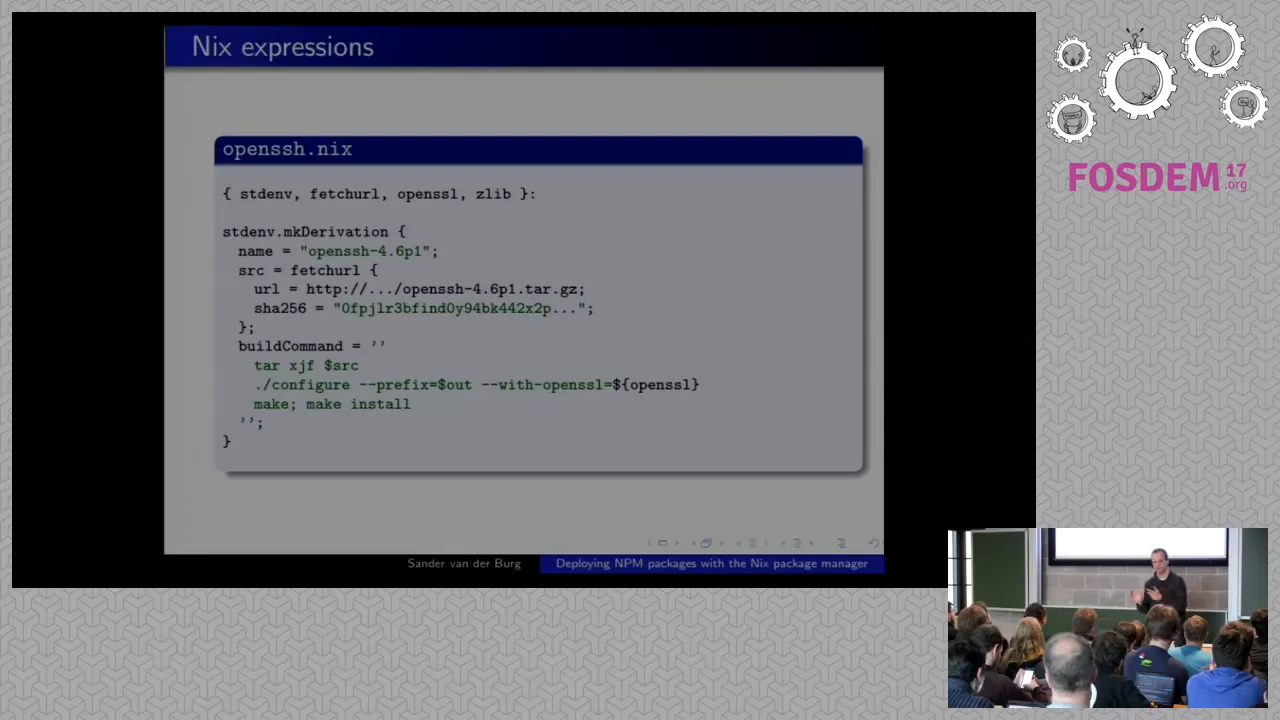 Nix expressions
openssh.nix
{ stdenv, fetchurl, openssl, zlib }:
stdenv.mkDerivation {
name = "openssh-4.6p1";
src = fetchurl {
url = http://.../openssh-4.6p1.tar.gz;
sha256 = "0fpjlr3bfind0y94bk442x2p...";
};
buildCommand = ''
tar xjf $src
./configure --prefix=$out --with-openssl=${openssl}
make; make install
'';
}
Sander van der Burg
Deploying NPM packages with the Nix package manager
FOSDEM 17
.org